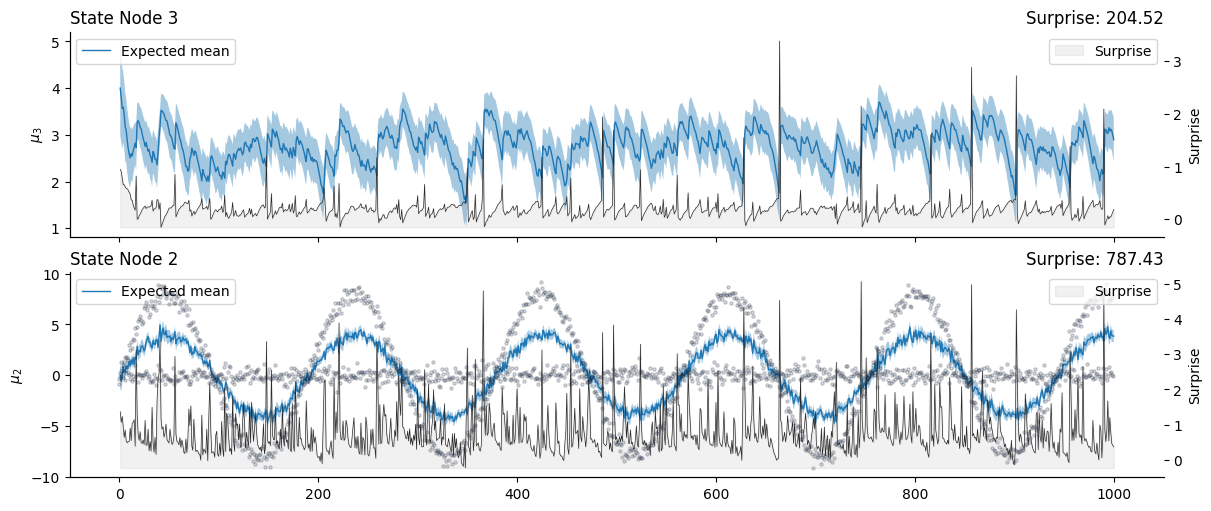 State Node 3
Surprise: 204.52
Expected mean
Surprise
5
4
3
2
1
μ3
3
2
1
0
Surprise
State Node 2
Surprise: 787.43
Expected mean
Surprise
10
5
0
−5
−10
μ2
5
4
3
2
1
0
Surprise
0 200 400 600 800 1000